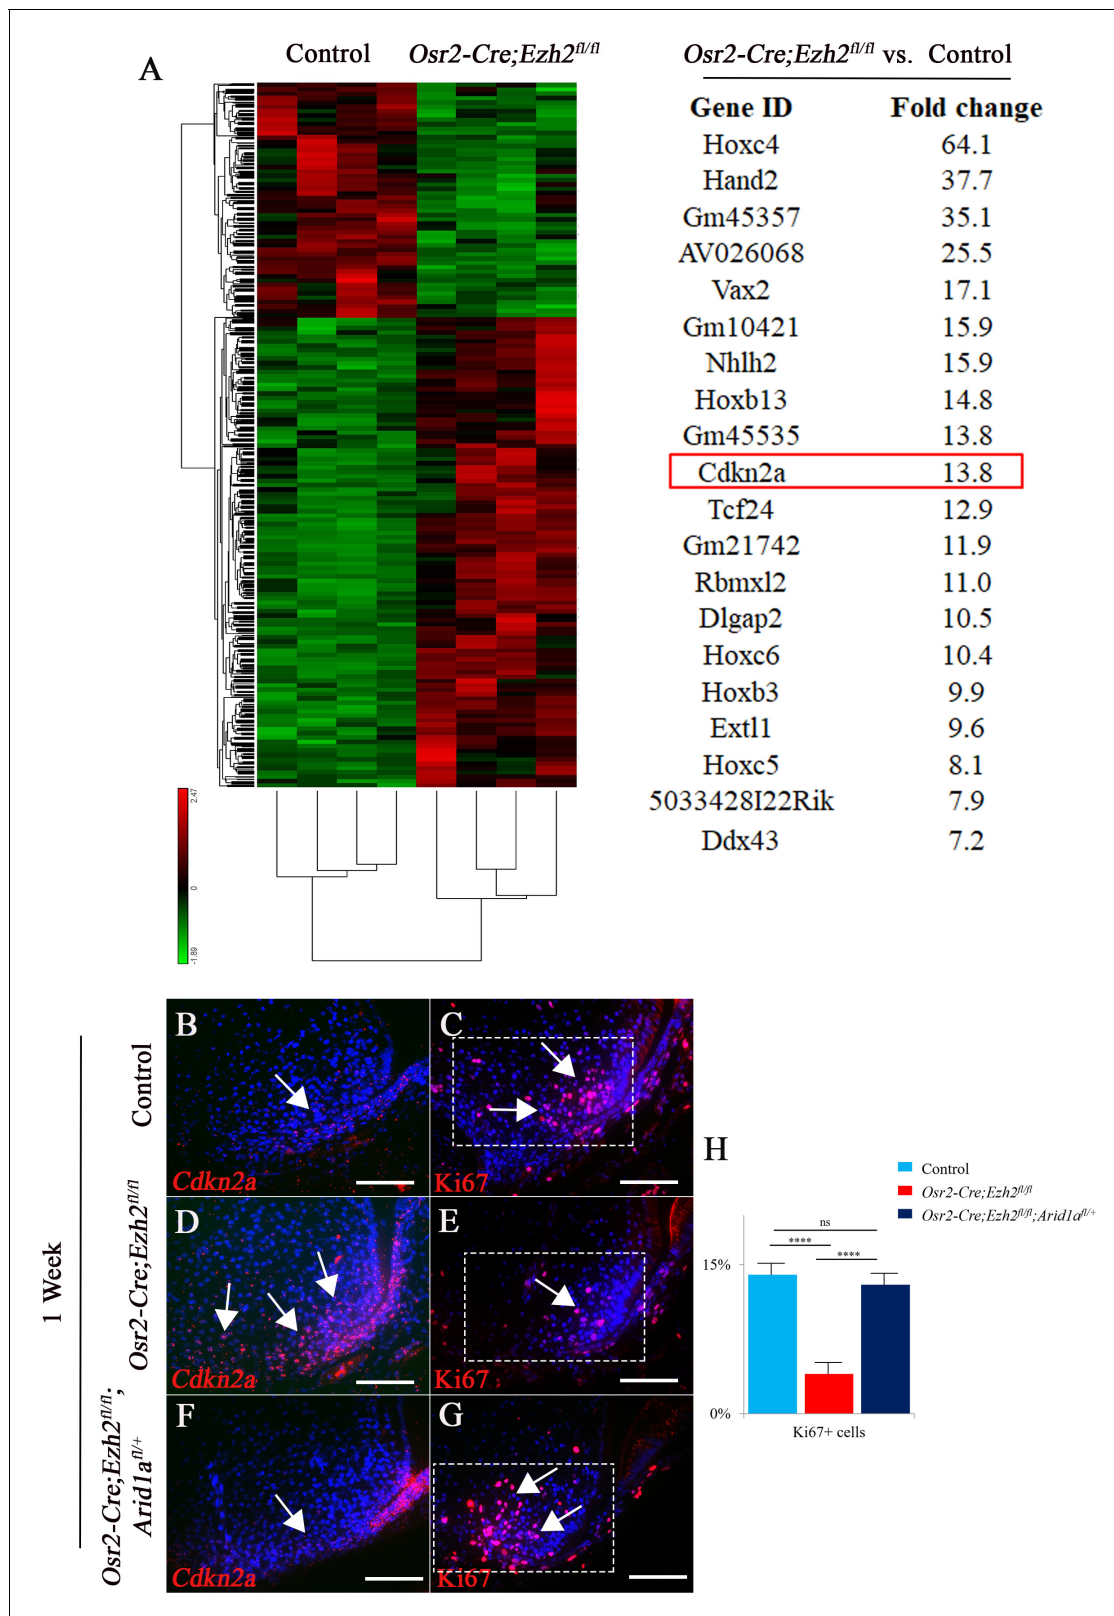 A
Control
Osr2-Cre;Ezh2fl/fl
Osr2-Cre;Ezh2fl/fl vs. Control
Gene ID Fold change
Hoxc4 64.1
Hand2 37.7
Gm45357 35.1
AV026068 25.5
Vax2 17.1
Gm10421 15.9
Nhlh2 15.9
Hoxb13 14.8
Gm45535 13.8
Cdkn2a 13.8
Tcf24 12.9
Gm21742 11.9
Rbmxl2 11.0
Dlgap2 10.5
Hoxc6 10.4
Hoxb3 9.9
Extl1 9.6
Hoxc5 8.1
5033428I22Rik 7.9
Ddx43 7.2
2.47
0
-1.89
1 Week
Control
B
Cdkn2a
C
Ki67
Osr2-Cre;Ezh2fl/fl
D
Cdkn2a
E
Ki67
Osr2-Cre;Ezh2fl/fl;
Arid1afl/+
F
Cdkn2a
G
Ki67
H
Control
Osr2-Cre;Ezh2fl/fl
Osr2-Cre;Ezh2fl/fl;Arid1afl/+
ns
****
****
15%
0%
Ki67+ cells